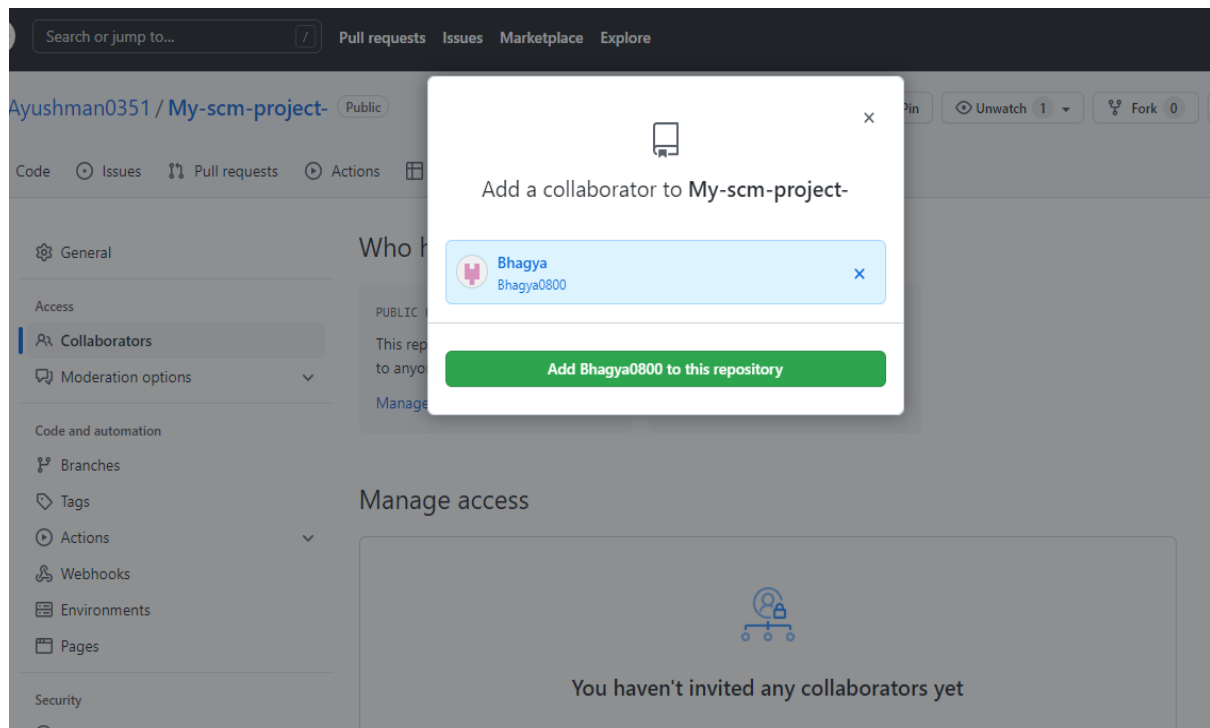 Search or jump to... /
Pull requests Issues Marketplace Explore
Ayushman0351 / My-scm-project- Public
Unwatch 1
Fork 0
Code Issues Pull requests Actions
Add a collaborator to My-scm-project-
Bhagya
Bhagya0800
Add Bhagya0800 to this repository
General
Access
Collaborators
Moderation options
Code and automation
Branches
Tags
Actions
Webhooks
Environments
Pages
Security
Who
PUBLIC
This rep
to anyo
Manage
Manage access
You haven't invited any collaborators yet